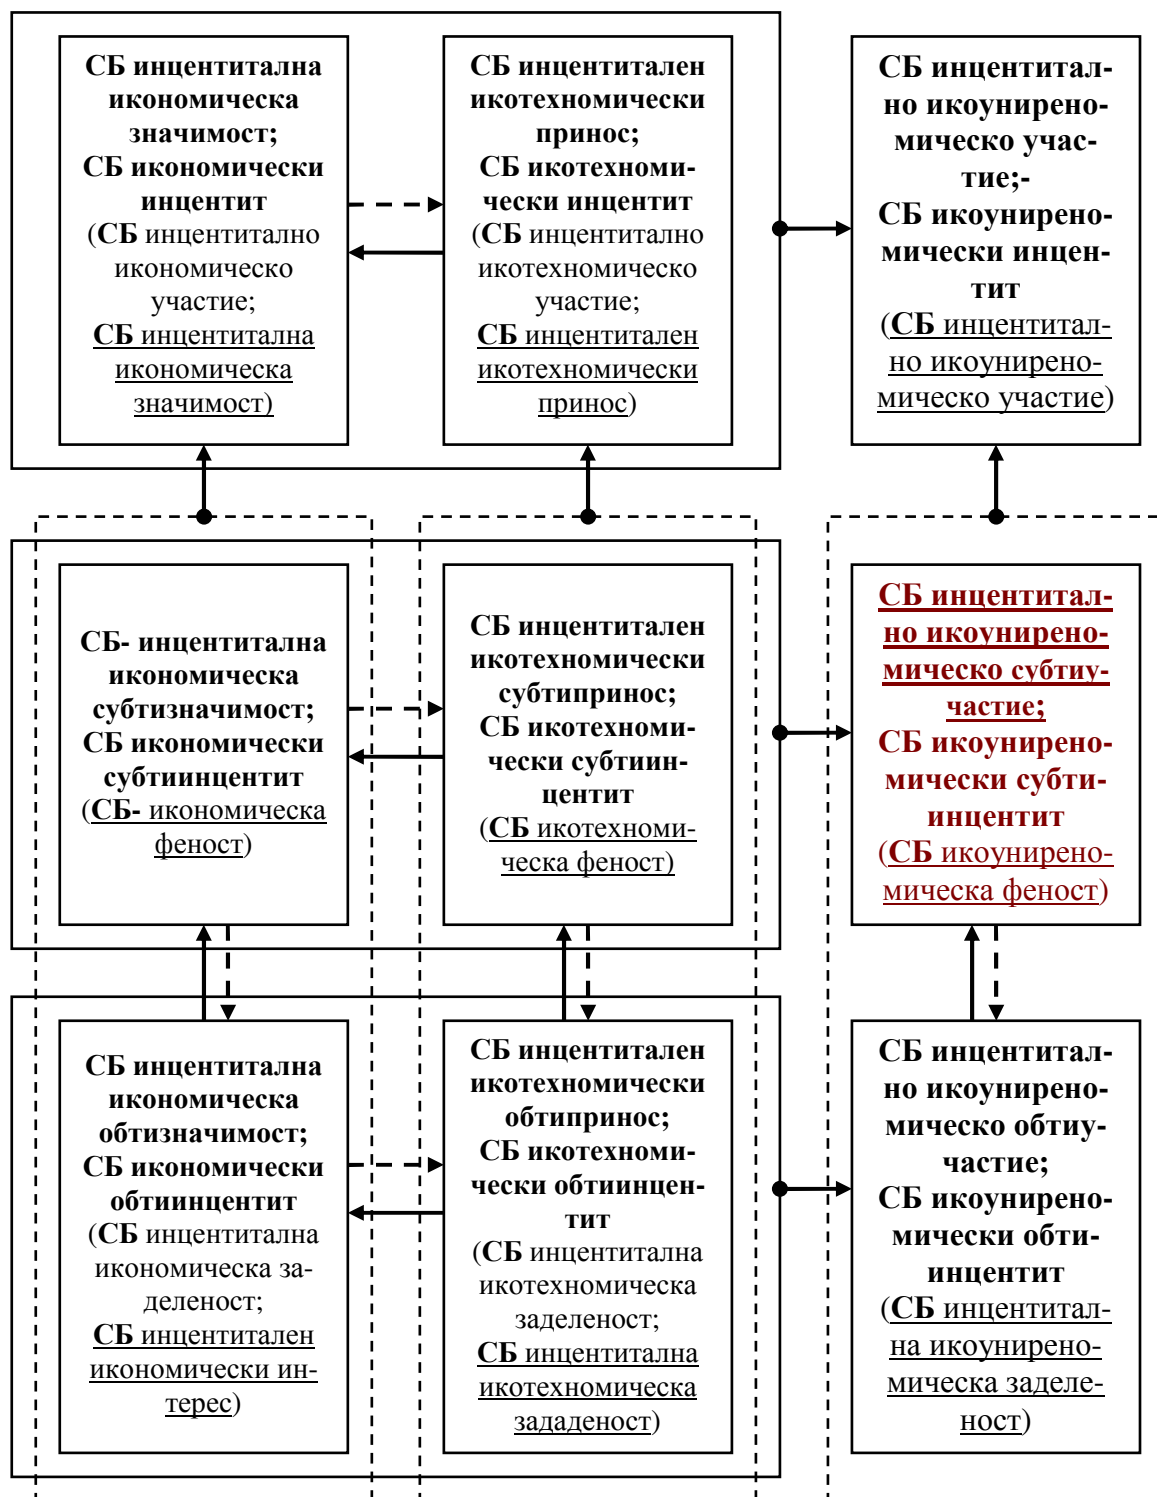 СБ инцентитална
икономическа
значимост;
СБ икономически
инцентит
(СБ инцентитално
икономическо
участие;
СБ инцентитална
икономическа
значимост)
СБ инцентитален
икотехномически
принос;
СБ икотехноми-
чески инцентит
(СБ инцентитално
икотехномическо
участие;
СБ инцентитален
икотехномически
принос)
СБ инцентитал-
но икоунирено-
мическо учас-
тие;-
СБ икоунирено-
мически инцен-
тит
(СБ инцентитал-
но икоунирено-
мическо участие)
СБ- инцентитална
икономическа
субтизначимост;
СБ икономически
субтиинцентит
(СБ- икономическа
феност)
СБ инцентитален
икотехномически
субтипринос;
СБ икотехноми-
чески субтиин-
центит
(СБ икотехноми-
ческа феност)
СБ инцентитал-
но икоунирено-
мическо субтиу-
частие;
СБ икоунирено-
мически субти-
инцентит
(СБ икоунирено-
мическа феност)
СБ инцентитална
икономическа
обтизначимост;
СБ икономически
обтиинцентит
(СБ инцентитална
икономическа за-
деленост;
СБ инцентитален
икономически ин-
терес)
СБ инцентитален
икотехномически
обтипринос;
СБ икотехноми-
чески обтиинцен-
тит
(СБ инцентитална
икотехномическа
заделеност;
СБ инцентитална
икотехномическа
зададеност)
СБ инцентитал-
но икоунирено-
мическо обтиу-
частие;
СБ икоунирено-
мически обти-
инцентит
(СБ инцентитал-
на икоунирено-
мическа заделе-
ност)